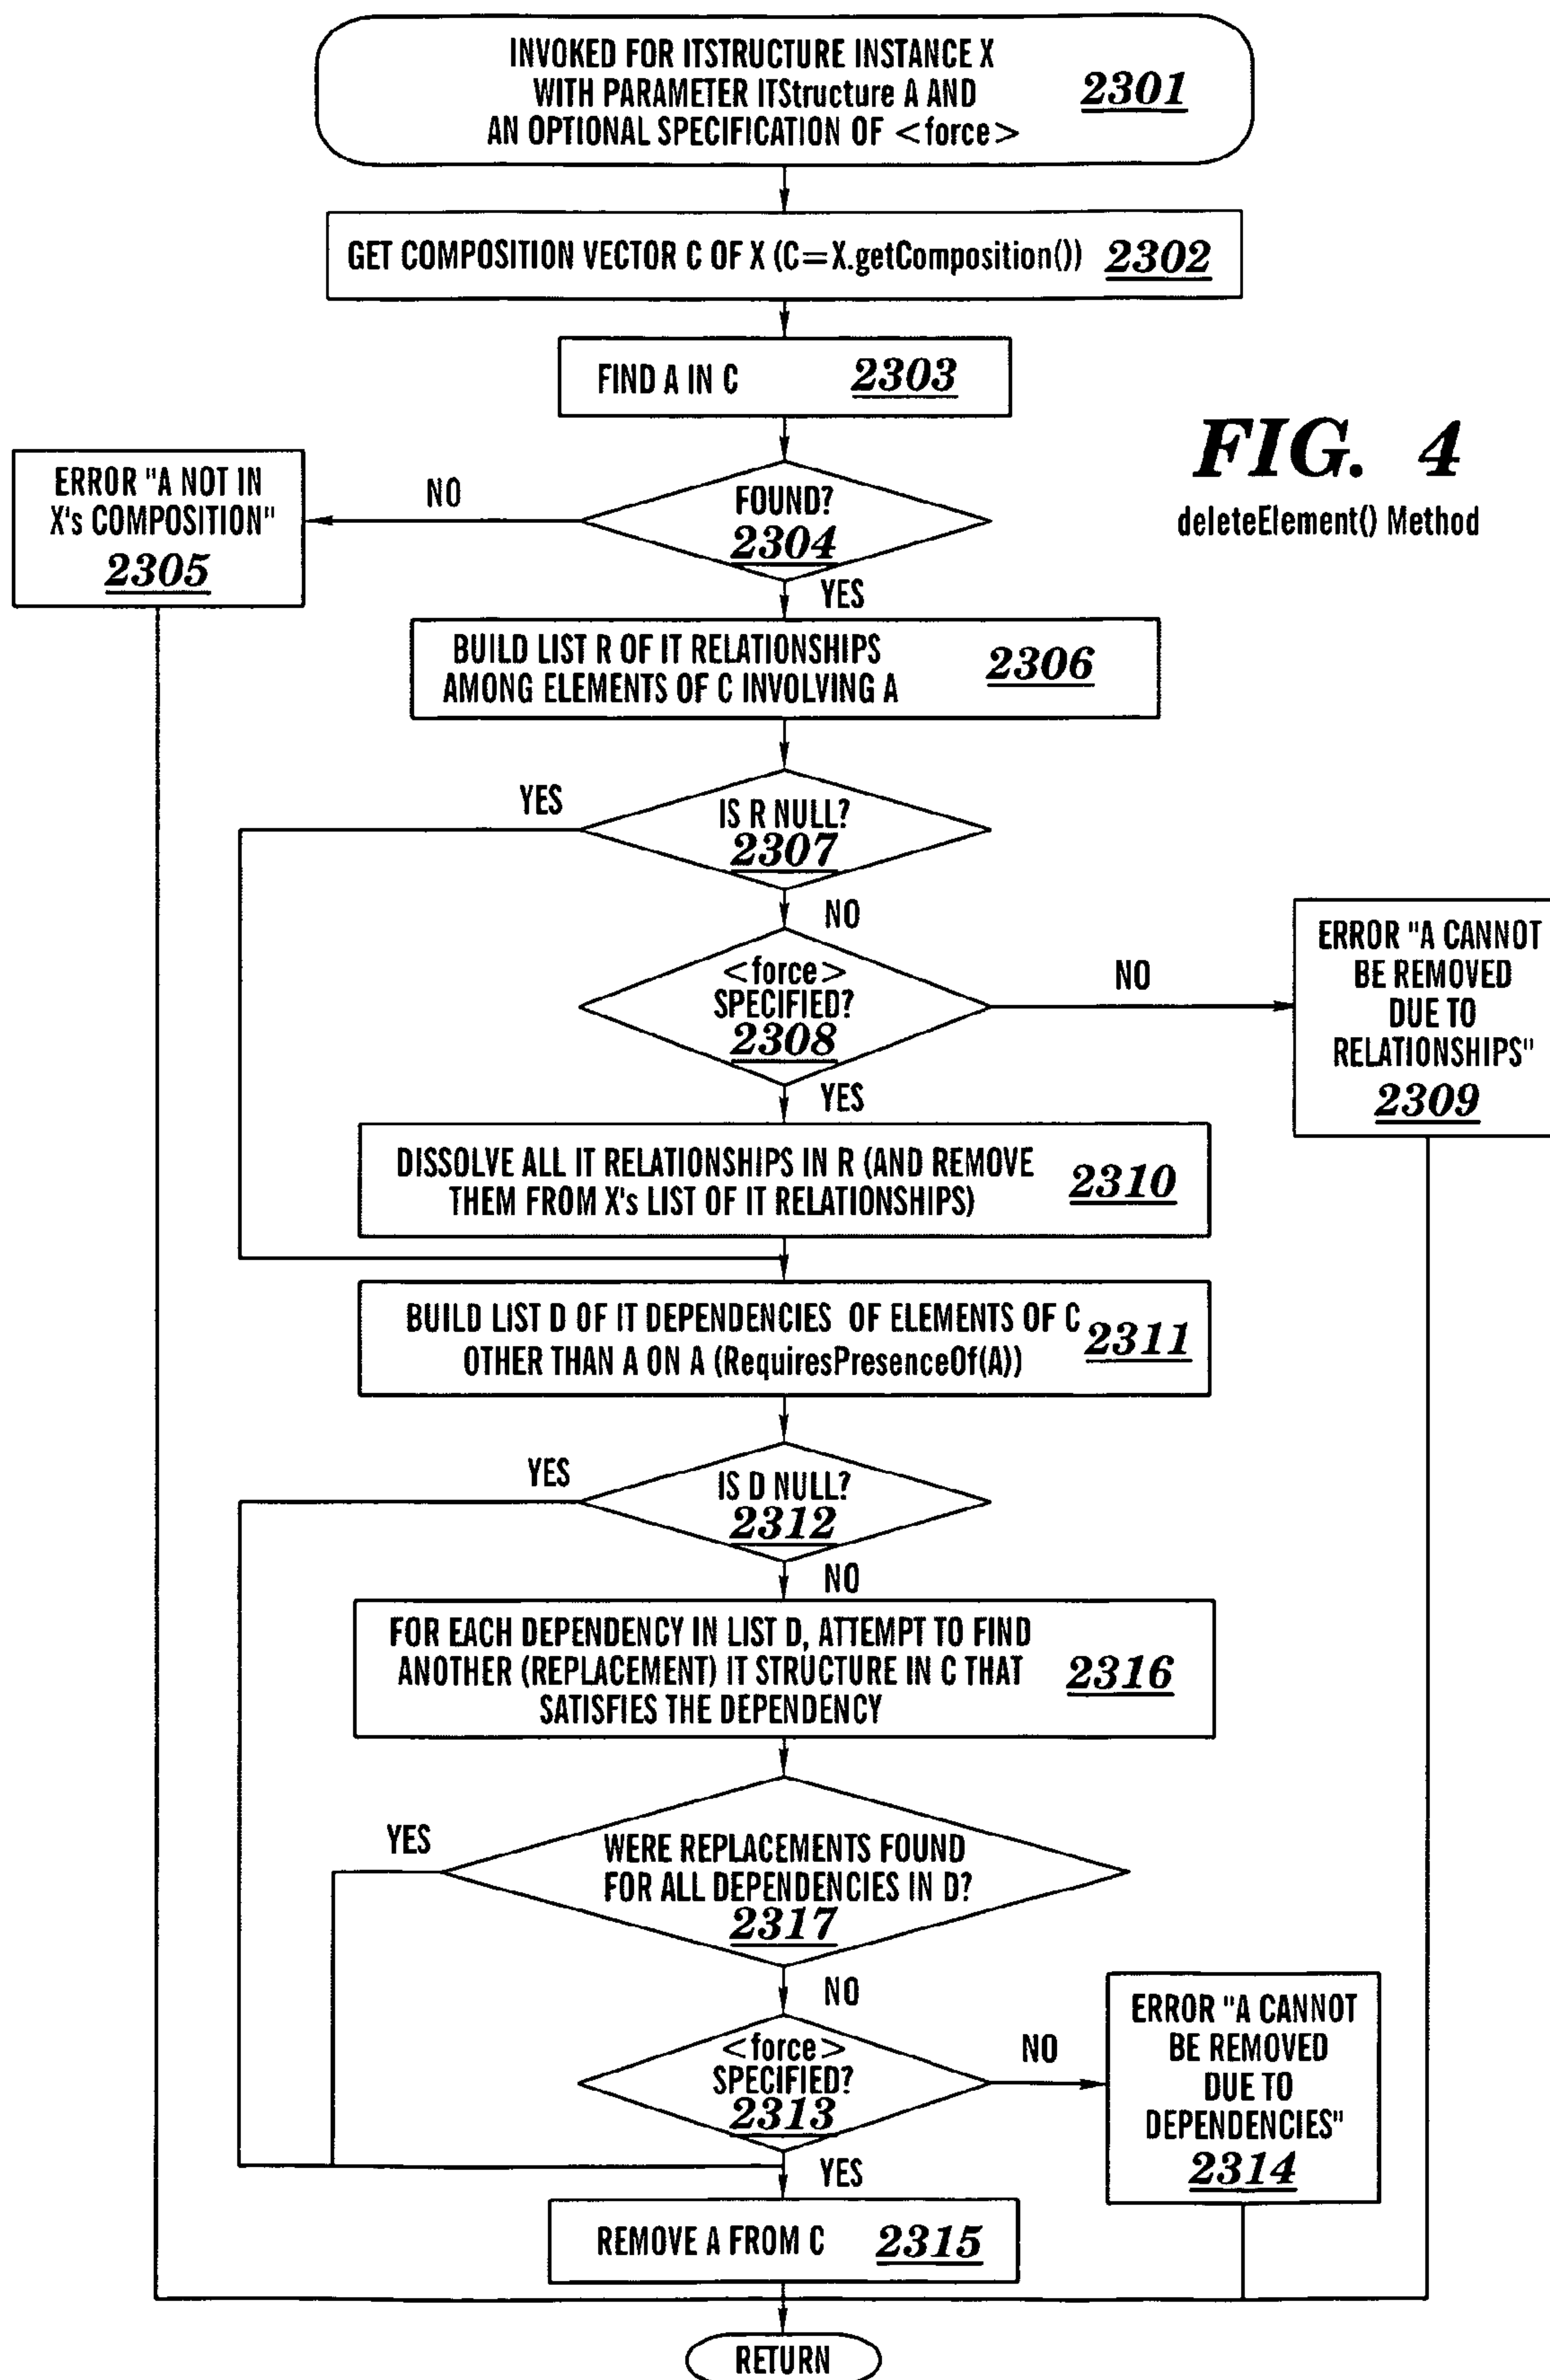 INVOKED FOR ITSTRUCTURE INSTANCE X
WITH PARAMETER ITStructure A AND
AN OPTIONAL SPECIFICATION OF <force>
2301
GET COMPOSITION VECTOR C OF X (C=X.getComposition()) 2302
FIND A IN C 2303
FIG. 4
deleteElement() Method
ERROR "A NOT IN
X's COMPOSITION"
2305
NO
FOUND?
2304
YES
BUILD LIST R OF IT RELATIONSHIPS
AMONG ELEMENTS OF C INVOLVING A
2306
YES
IS R NULL?
2307
NO
<force>
SPECIFIED?
2308
NO
ERROR "A CANNOT
BE REMOVED
DUE TO
RELATIONSHIPS"
2309
YES
DISSOLVE ALL IT RELATIONSHIPS IN R (AND REMOVE
THEM FROM X's LIST OF IT RELATIONSHIPS)
2310
BUILD LIST D OF IT DEPENDENCIES OF ELEMENTS OF C
OTHER THAN A ON A (RequiresPresenceOf(A))
2311
YES
IS D NULL?
2312
NO
FOR EACH DEPENDENCY IN LIST D, ATTEMPT TO FIND
ANOTHER (REPLACEMENT) IT STRUCTURE IN C THAT
SATISFIES THE DEPENDENCY
2316
YES
WERE REPLACEMENTS FOUND
FOR ALL DEPENDENCIES IN D?
2317
NO
<force>
SPECIFIED?
2313
NO
ERROR "A CANNOT
BE REMOVED
DUE TO
DEPENDENCIES"
2314
YES
REMOVE A FROM C 2315
RETURN